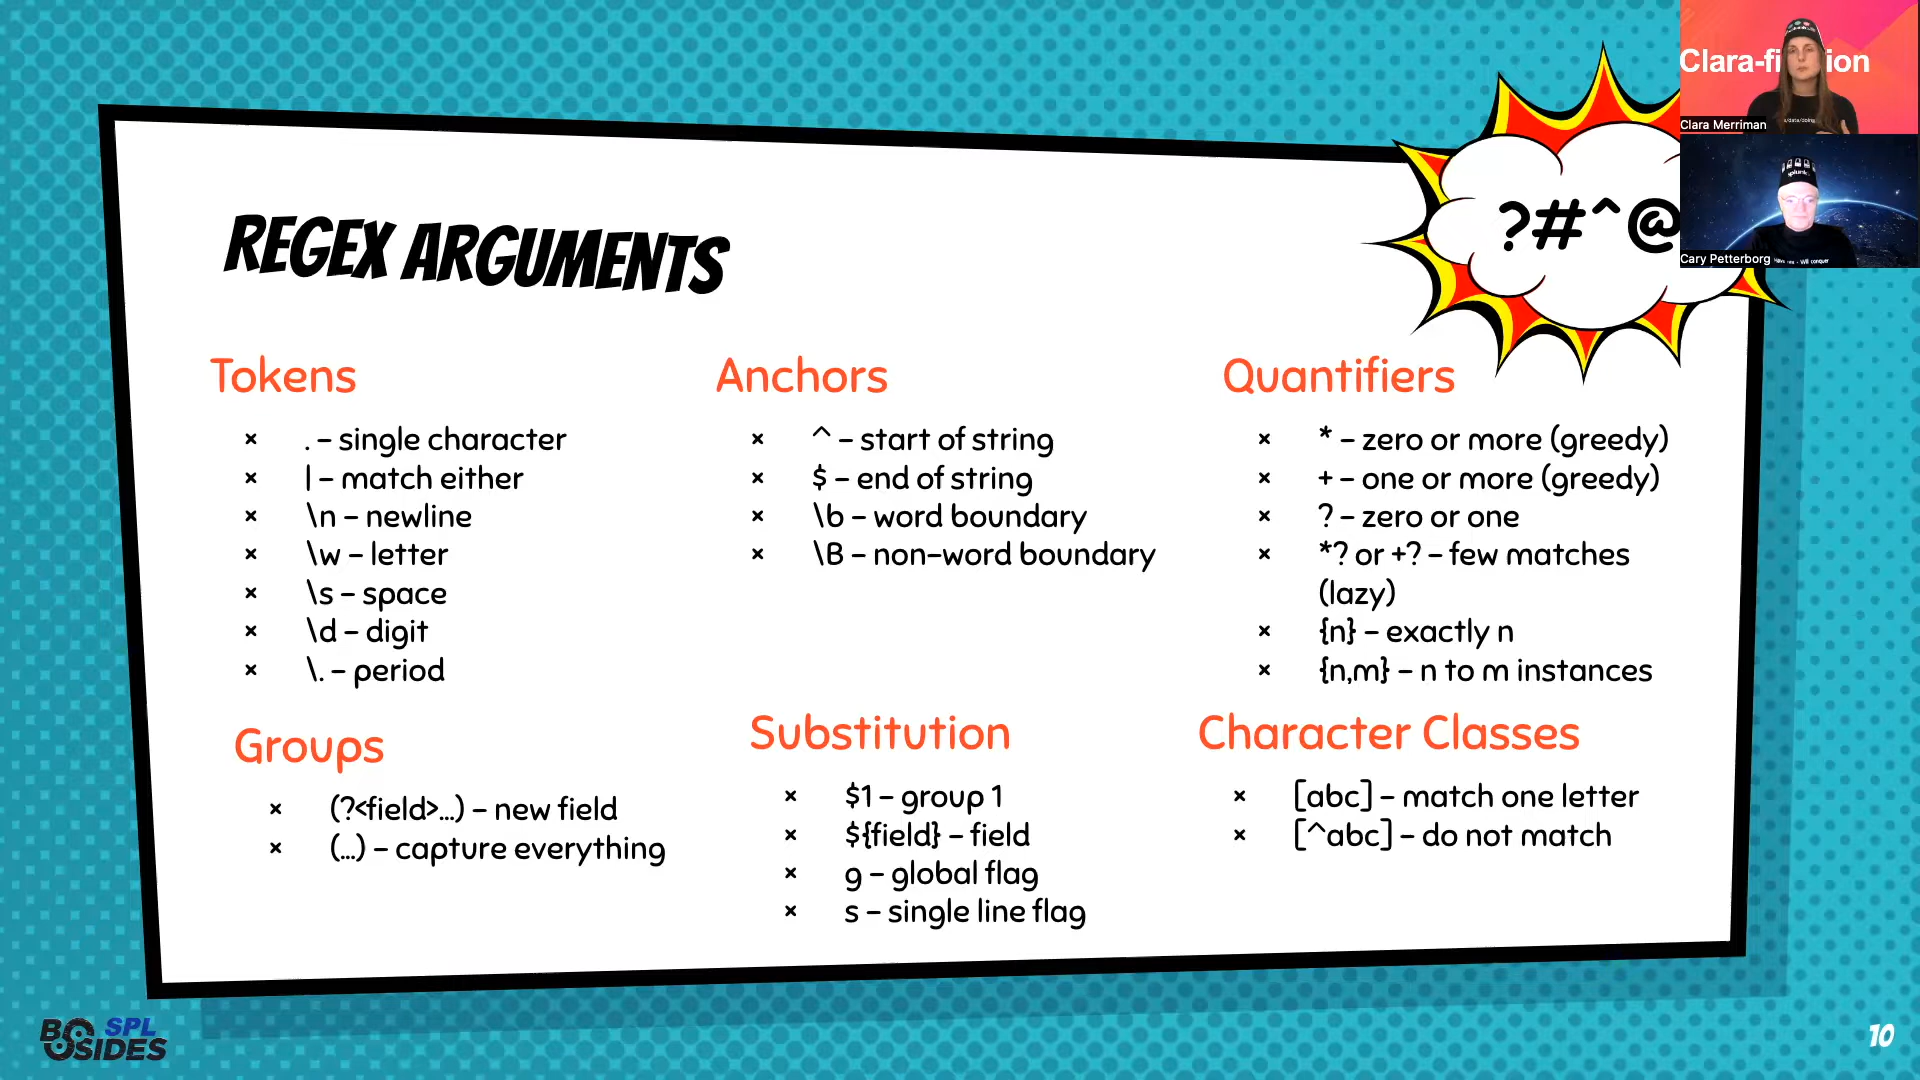 Clara-fi ion
Clara Merriman
splunk>
Cary Petterborg
?#^@
REGEX ARGUMENTS
Tokens
× . – single character
× | – match either
× \n – newline
× \w – letter
× \s – space
× \d – digit
× \. – period
Anchors
× ^ – start of string
× $ – end of string
× \b – word boundary
× \B – non-word boundary
Quantifiers
× * – zero or more (greedy)
× + – one or more (greedy)
× ? – zero or one
× *? or +? – few matches
(lazy)
× {n} – exactly n
× {n,m} – n to m instances
Groups
× (?<field>...) – new field
× (...) – capture everything
Substitution
× $1 – group 1
× ${field} – field
× g – global flag
× s – single line flag
Character Classes
× [abc] – match one letter
× [^abc] – do not match
BSIDES SPL
10